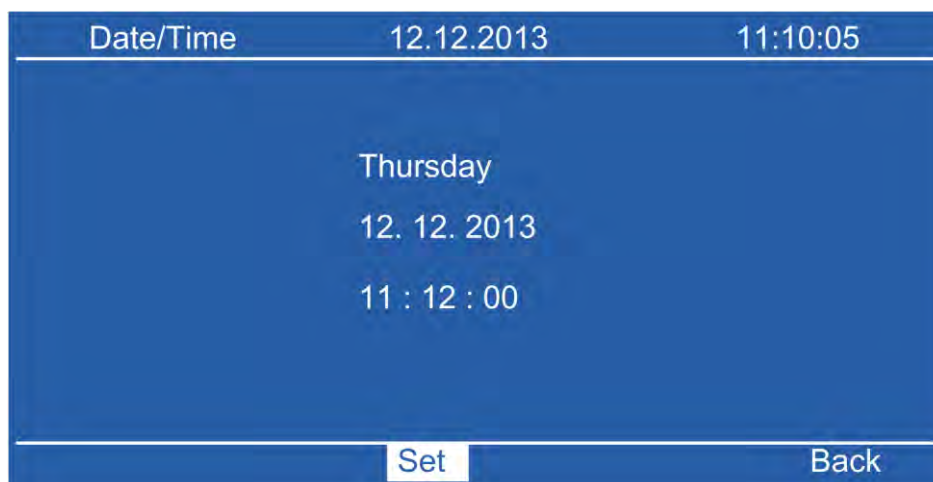 Date/Time 12.12.2013 11:10:05
Thursday
12. 12. 2013
11 : 12 : 00
Set Back